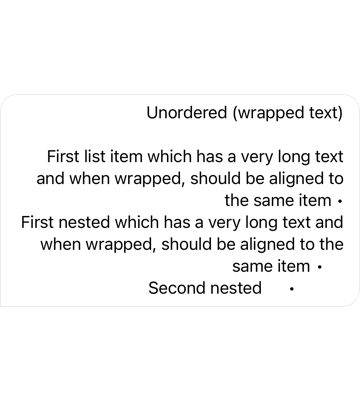 Unordered (wrapped text)
First list item which has a very long text
and when wrapped, should be aligned to
the same item •
First nested which has a very long text and
when wrapped, should be aligned to the
same item •
Second nested •